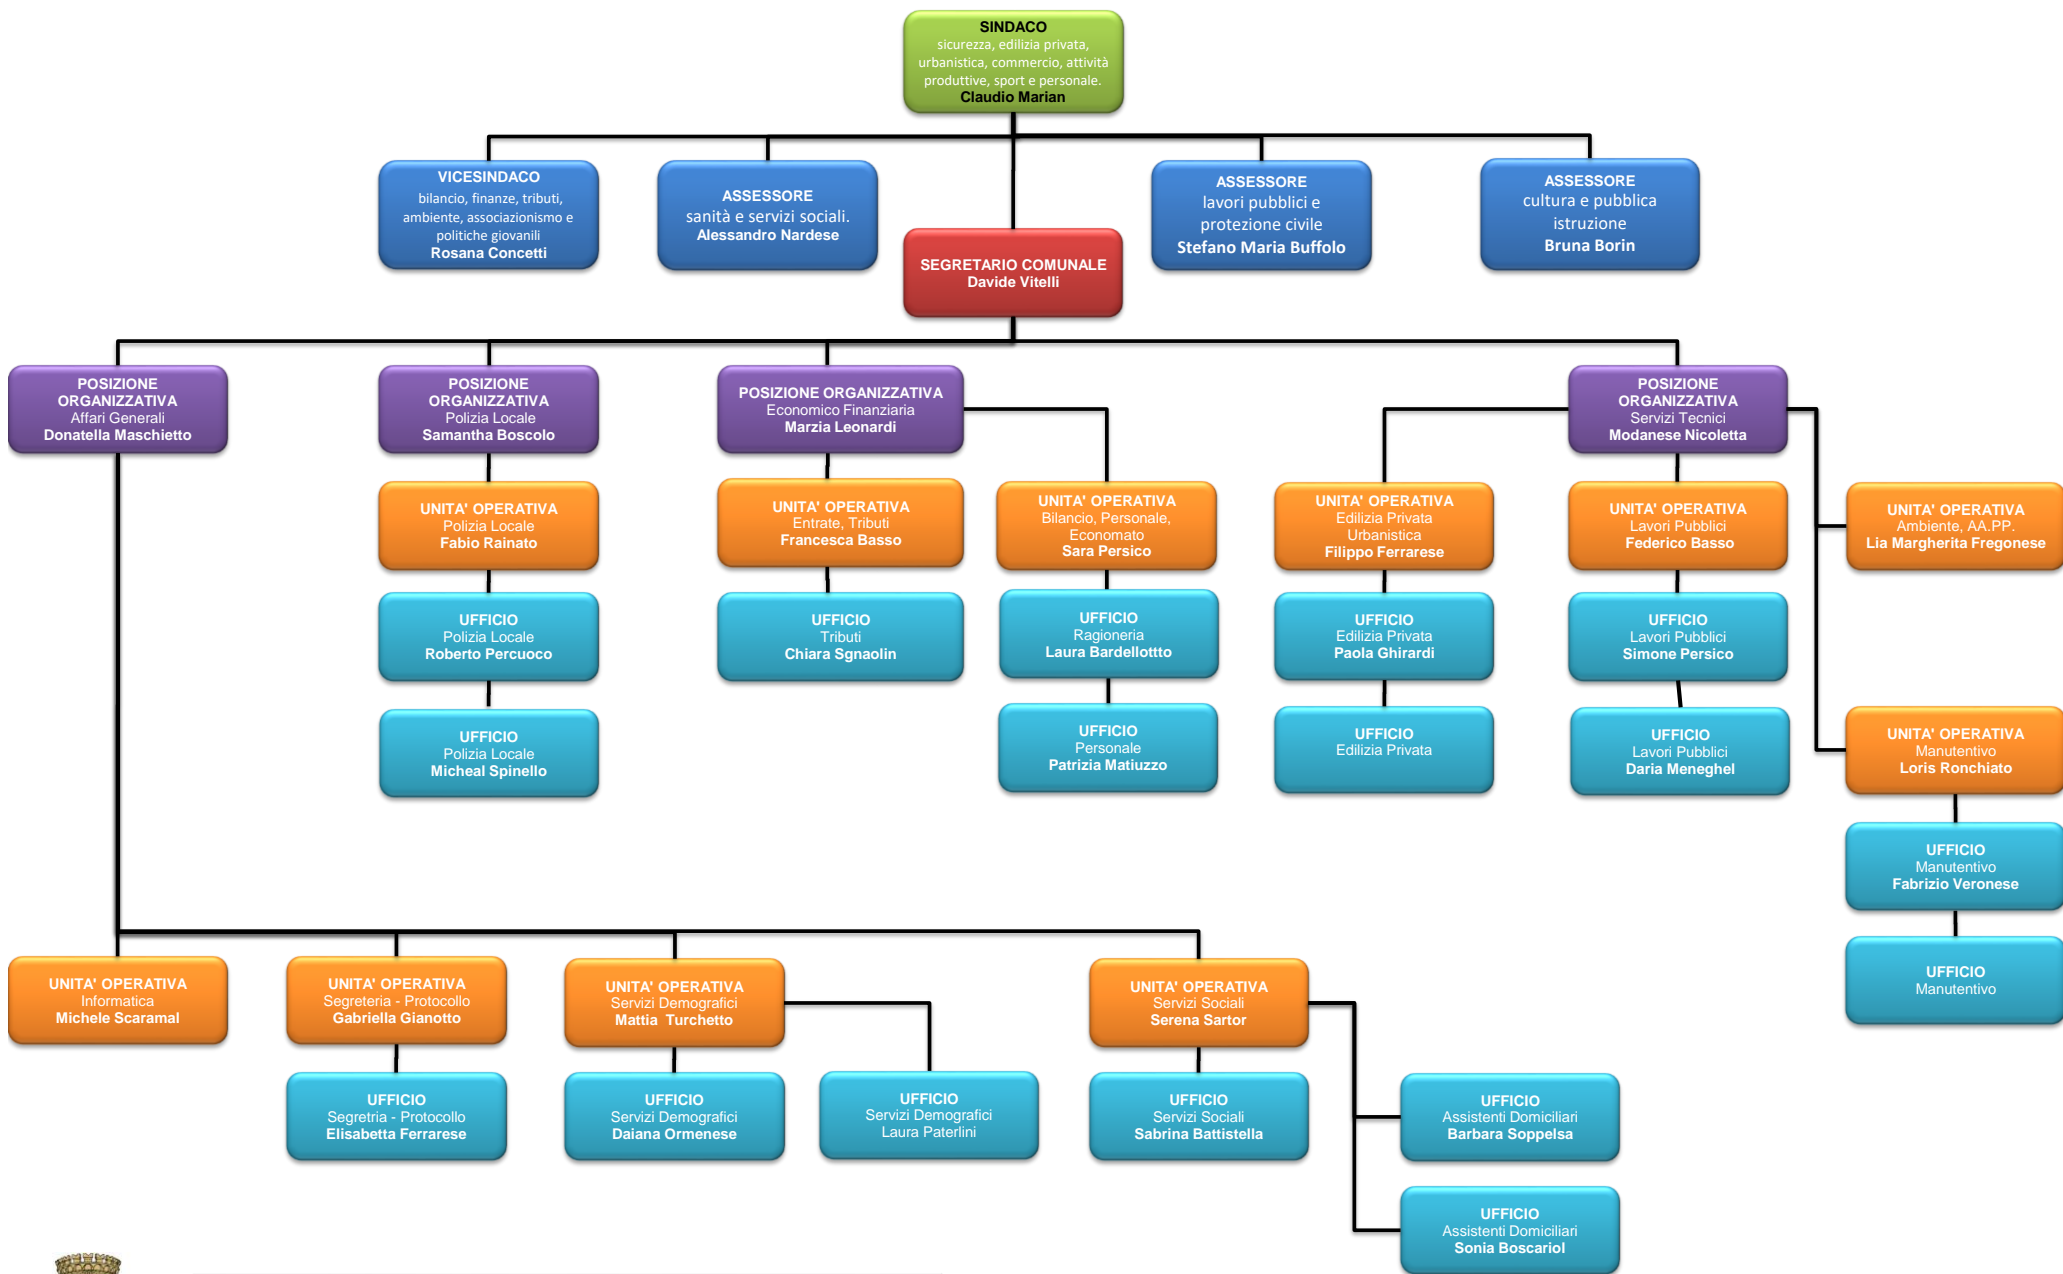 SINDACO
sicurezza, edilizia privata,
urbanistica, commercio, attività
produttive, sport e personale.
Claudio Marian
VICESINDACO
bilancio, finanze, tributi,
ambiente, associazionismo e
politiche giovanili
Rosana Concetti
ASSESSORE
sanità e servizi sociali.
Alessandro Nardese
ASSESSORE
lavori pubblici e
protezione civile
Stefano Maria Buffolo
ASSESSORE
cultura e pubblica
istruzione
Bruna Borin
SEGRETARIO COMUNALE
Davide Vitelli
POSIZIONE
ORGANIZZATIVA
Affari Generali
Donatella Maschietto
POSIZIONE
ORGANIZZATIVA
Polizia Locale
Samantha Boscolo
POSIZIONE ORGANIZZATIVA
Economico Finanziaria
Marzia Leonardi
POSIZIONE
ORGANIZZATIVA
Servizi Tecnici
Modanese Nicoletta
UNITA' OPERATIVA
Polizia Locale
Fabio Rainato
UNITA' OPERATIVA
Entrate, Tributi
Francesca Basso
UNITA' OPERATIVA
Bilancio, Personale,
Economato
Sara Persico
UNITA' OPERATIVA
Edilizia Privata
Urbanistica
Filippo Ferrarese
UNITA' OPERATIVA
Lavori Pubblici
Federico Basso
UNITA' OPERATIVA
Ambiente, AA.PP.
Lia Margherita Fregonese
UFFICIO
Polizia Locale
Roberto Percuoco
UFFICIO
Tributi
Chiara Sgnaolin
UFFICIO
Ragioneria
Laura Bardellottto
UFFICIO
Edilizia Privata
Paola Ghirardi
UFFICIO
Lavori Pubblici
Simone Persico
UFFICIO
Polizia Locale
Micheal Spinello
UFFICIO
Personale
Patrizia Matiuzzo
UFFICIO
Edilizia Privata
UFFICIO
Lavori Pubblici
Daria Meneghel
UNITA' OPERATIVA
Manutentivo
Loris Ronchiato
UFFICIO
Manutentivo
Fabrizio Veronese
UFFICIO
Manutentivo
UNITA' OPERATIVA
Informatica
Michele Scaramal
UNITA' OPERATIVA
Segreteria - Protocollo
Gabriella Gianotto
UNITA' OPERATIVA
Servizi Demografici
Mattia  Turchetto
UNITA' OPERATIVA
Servizi Sociali
Serena Sartor
UFFICIO
Segretria - Protocollo
Elisabetta Ferrarese
UFFICIO
Servizi Demografici
Daiana Ormenese
UFFICIO
Servizi Demografici
Laura Paterlini
UFFICIO
Servizi Sociali
Sabrina Battistella
UFFICIO
Assistenti Domiciliari
Barbara Soppelsa
UFFICIO
Assistenti Domiciliari
Sonia Boscariol